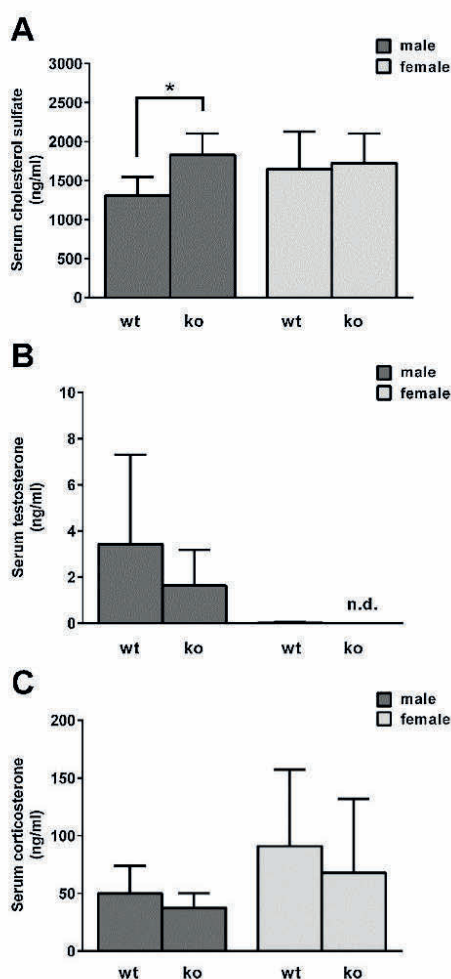 A
male
female
Serum cholesterol sulfate
(ng/ml)
3000
2500
2000
1500
1000
500
0
*
wt
ko
wt
ko
B
male
female
Serum testosterone
(ng/ml)
10
8
6
4
2
0
n.d.
wt
ko
wt
ko
C
male
female
Serum corticosterone
(ng/ml)
200
150
100
50
0
wt
ko
wt
ko